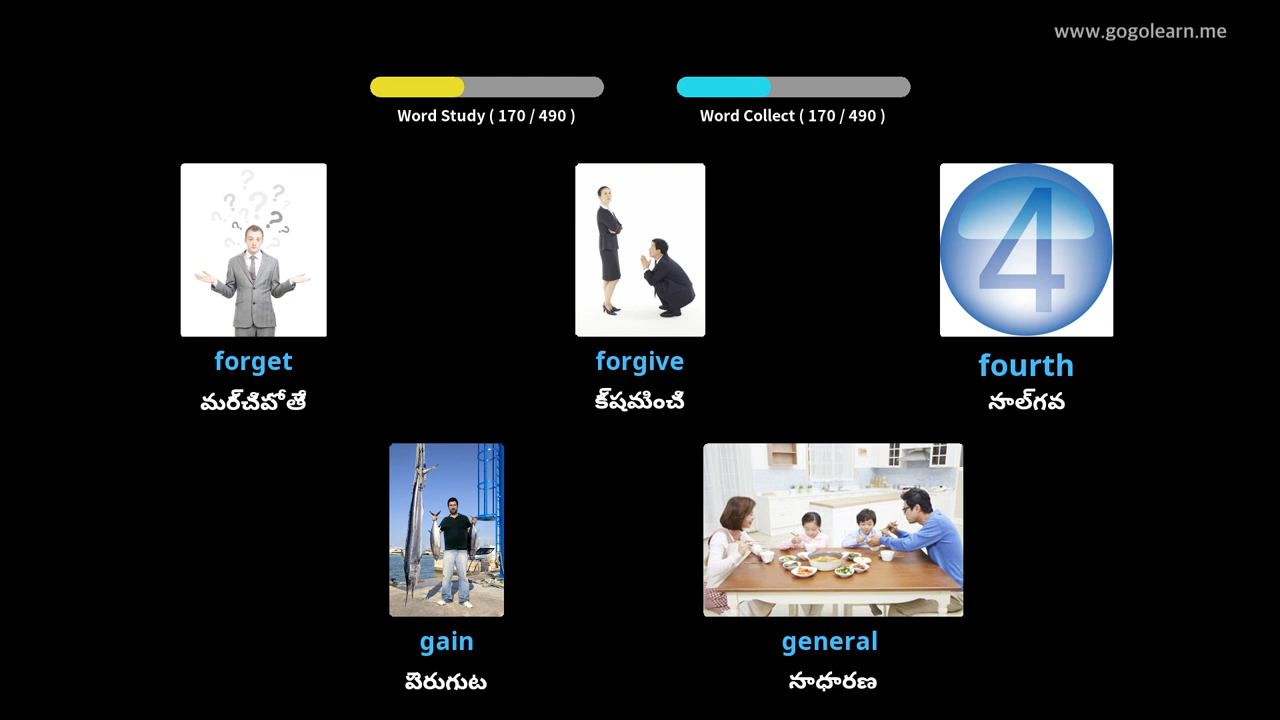 www.gogolearn.me
Word Study ( 170 / 490 )
Word Collect ( 170 / 490 )
forget
forgive
fourth
మర్‌చిపోతే
క్‌షమించి
నాల్‌గవ
gain
general
పెరుగుట
సాధారణ